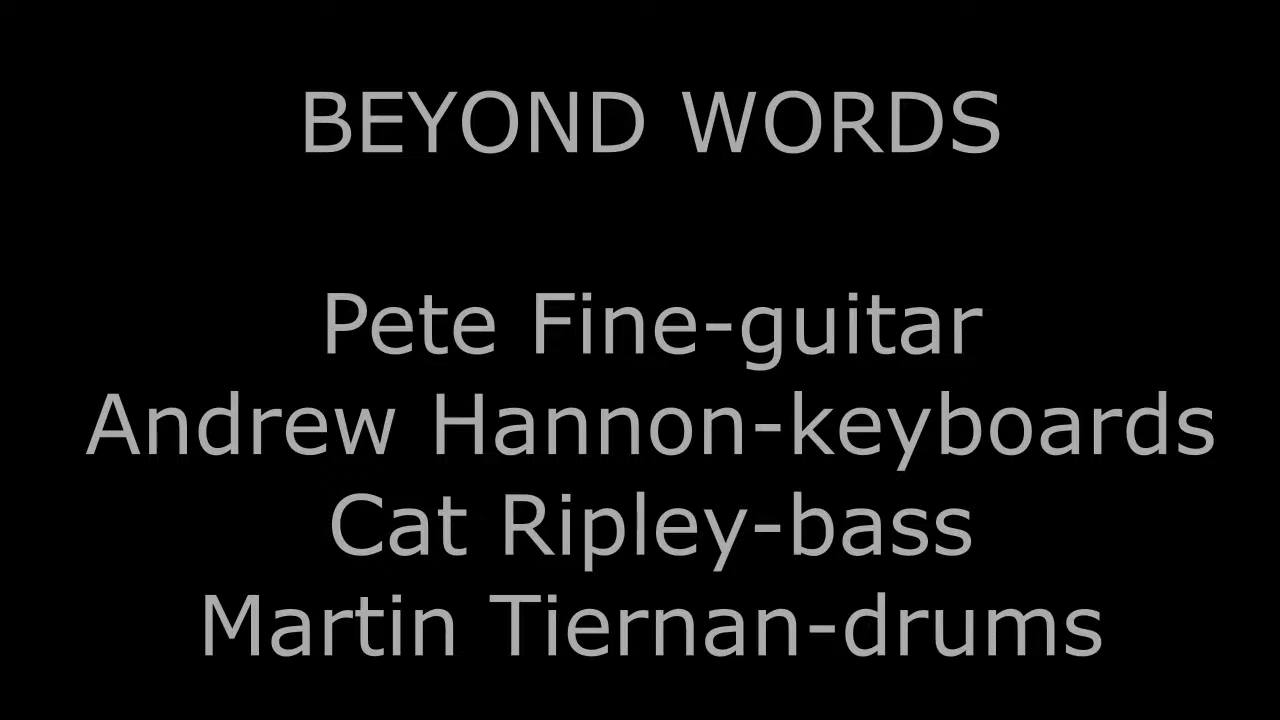 BEYOND WORDS
Pete Fine-guitar
Andrew Hannon-keyboards
Cat Ripley-bass
Martin Tiernan-drums